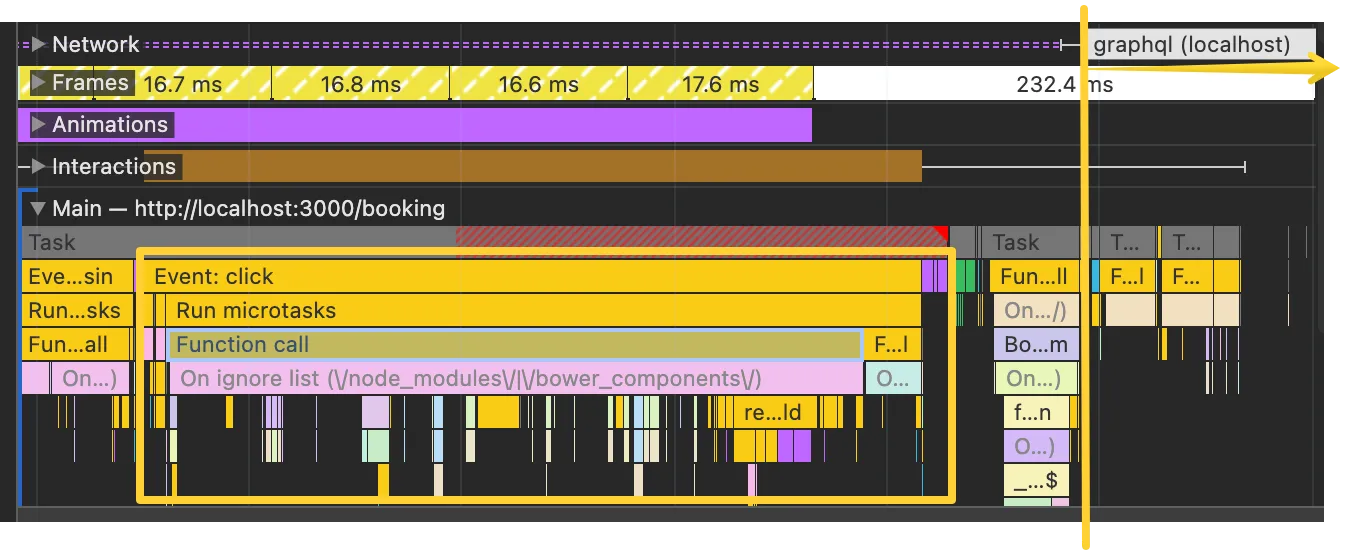 Network graphql (localhost)
Frames 16.7 ms 16.8 ms 16.6 ms 17.6 ms 232.4 ms
Animations
Interactions
Main — http://localhost:3000/booking
Task Task T... T...
Eve...sin Event: click Fun...ll F...l F...
Run...sks Run microtasks On.../)
Fun...all Function call F...l Bo...m
On...) On ignore list (\/node_modules\/|\/bower_components\/) O... On...)
re...ld f...n
O...)
_...$